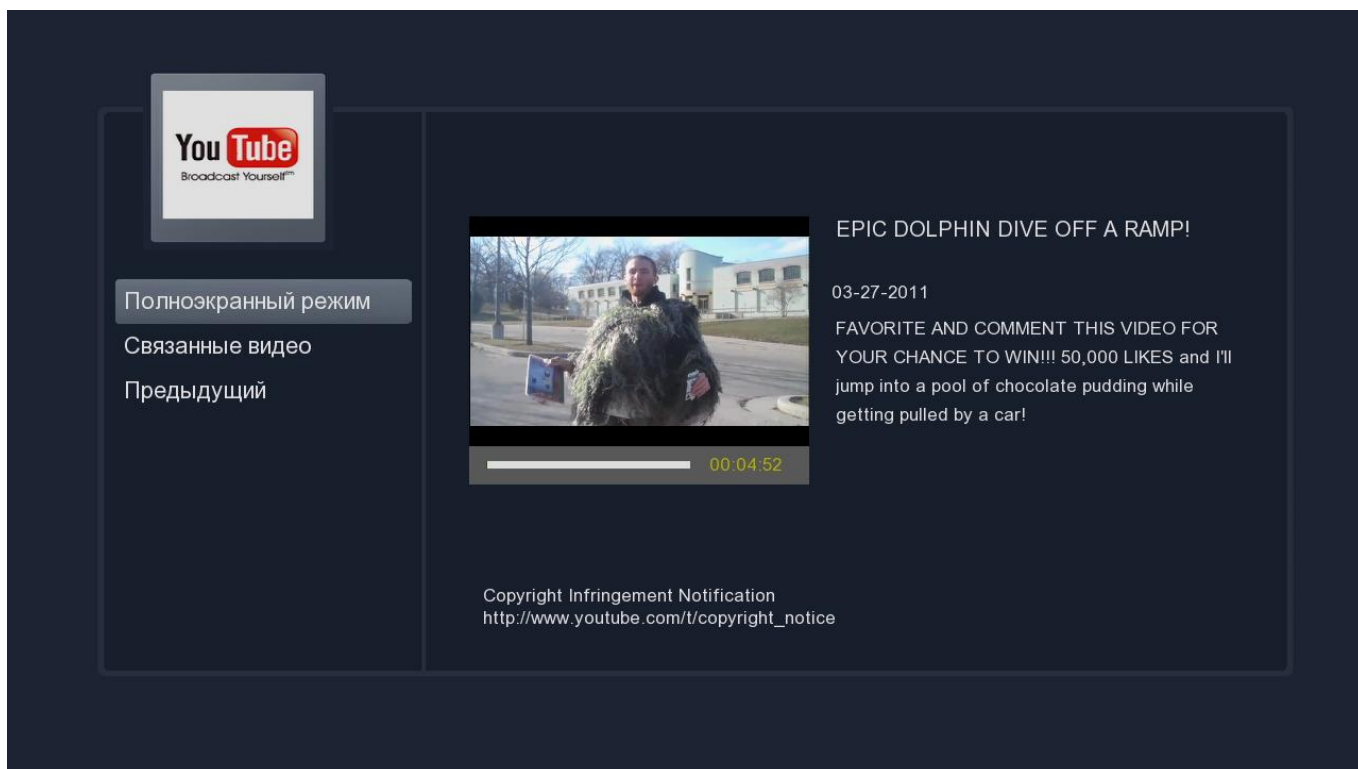 You Tube
Broadcast Yourself™
Полноэкранный режим
Связанные видео
Предыдущий
EPIC DOLPHIN DIVE OFF A RAMP!
03-27-2011
FAVORITE AND COMMENT THIS VIDEO FOR
YOUR CHANCE TO WIN!!! 50,000 LIKES and I'll
jump into a pool of chocolate pudding while
getting pulled by a car!
00:04:52
Copyright Infringement Notification
http://www.youtube.com/t/copyright_notice